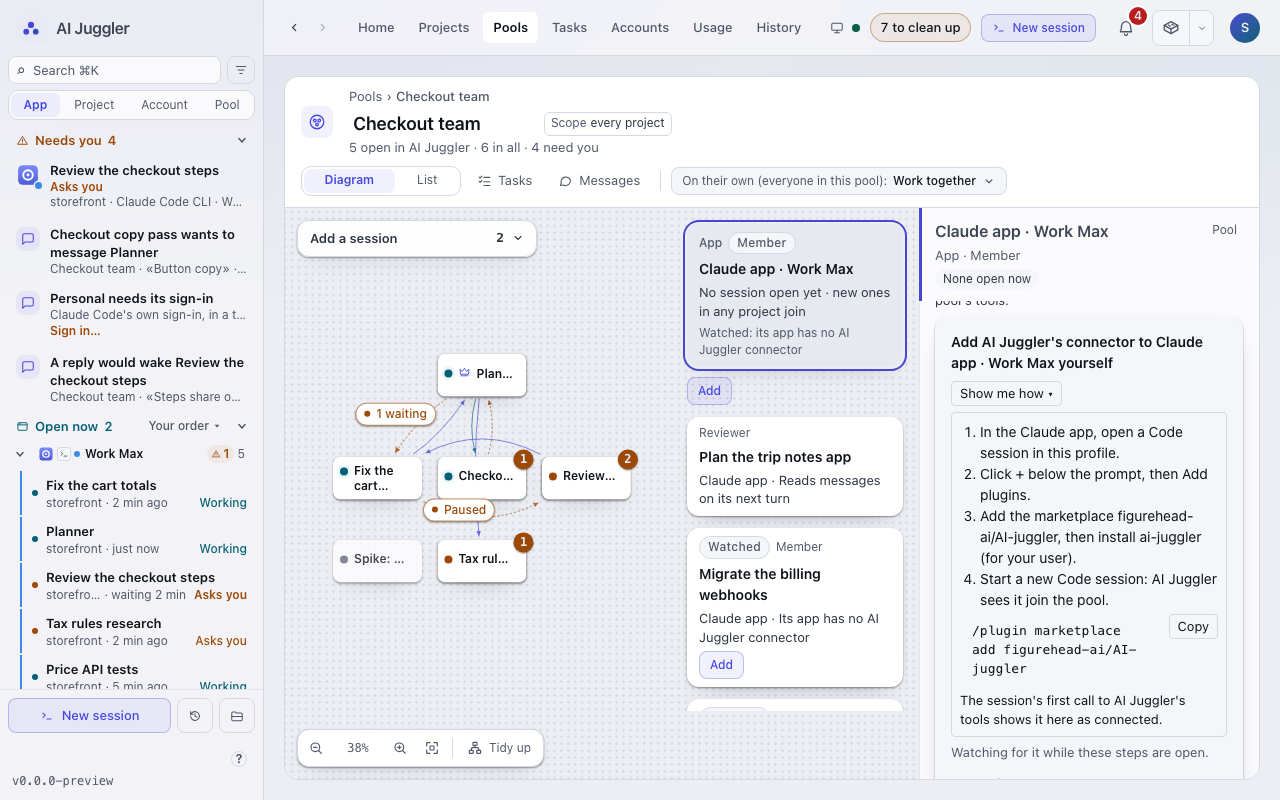 AI Juggler
Search ⌘K
App Project Account Pool
Needs you 4
Review the checkout steps
Asks you
storefront · Claude Code CLI · W...
Checkout copy pass wants to
message Planner
Checkout team · «Button copy» ·...
Personal needs its sign-in
Claude Code's own sign-in, in a t...
Sign in...
A reply would wake Review the
checkout steps
Checkout team · «Steps share o...
Open now 2 Your order
Work Max 1 5
Fix the cart totals
storefront · 2 min ago Working
Planner
storefront · just now Working
Review the checkout steps
storefro... · waiting 2 min Asks you
Tax rules research
storefront · 2 min ago Asks you
Price API tests
storefront · 5 min ago Working
New session
?
v0.0.0-preview
Home Projects Pools Tasks Accounts Usage History
7 to clean up
New session
4
S
Pools › Checkout team
Checkout team
Scope every project
5 open in AI Juggler · 6 in all · 4 need you
Diagram List Tasks Messages
On their own (everyone in this pool): Work together
Add a session 2
Plan...
1 waiting
Fix the
cart...
Checko...
1
Review...
2
Paused
Spike: ...
Tax rul...
1
38%
Tidy up
App Member
Claude app · Work Max
No session open yet · new ones
in any project join
Watched: its app has no AI
Juggler connector
Add
Reviewer
Plan the trip notes app
Claude app · Reads messages
on its next turn
Watched Member
Migrate the billing
webhooks
Claude app · Its app has no AI
Juggler connector
Add
Claude app · Work Max
Pool
App · Member
None open now
pool's tools.
Add AI Juggler's connector to Claude
app · Work Max yourself
Show me how
1. In the Claude app, open a Code
session in this profile.
2. Click + below the prompt, then Add
plugins.
3. Add the marketplace figurehead-
ai/AI-juggler, then install ai-juggler
(for your user).
4. Start a new Code session: AI Juggler
sees it join the pool.
/plugin marketplace
add figurehead-ai/AI-
juggler
Copy
The session's first call to AI Juggler's
tools shows it here as connected.
Watching for it while these steps are open.